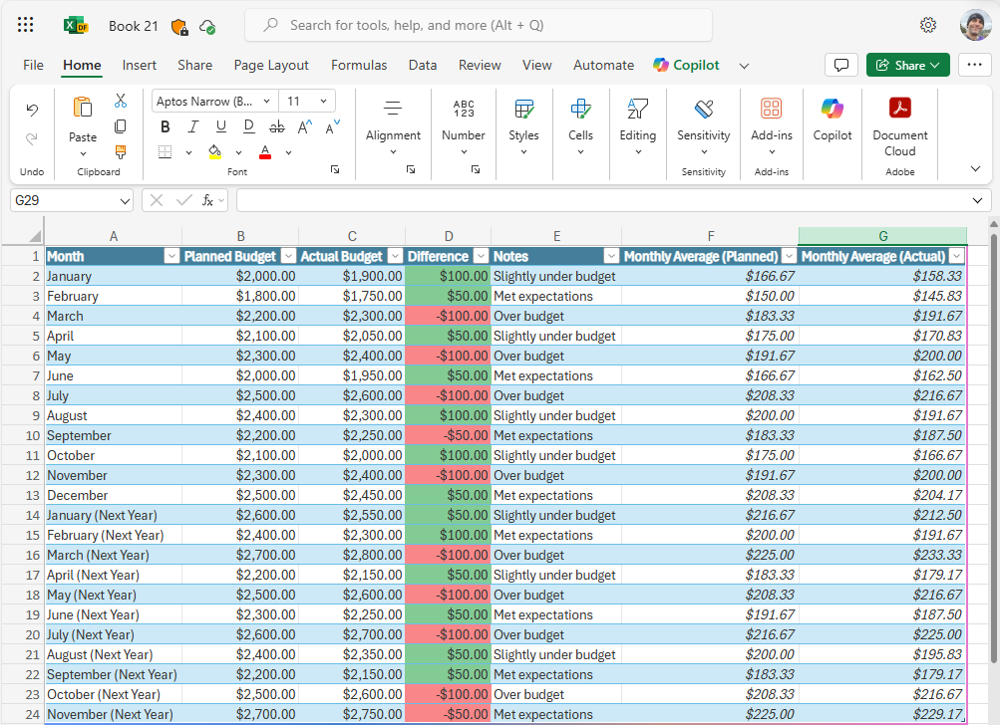 Book 21
Search for tools, help, and more (Alt + Q)
File Home Insert Share Page Layout Formulas Data Review View Automate Copilot Share
Paste
Aptos Narrow (B... 11
B I U D ab A^ A˅
A
Alignment
ABC
123
Number
Styles
Cells
Editing
Sensitivity
Add-ins
Copilot
Document
Cloud
Undo Clipboard Font Sensitivity Add-ins Adobe
G29 fx
A B C D E F G
1 Month Planned Budget Actual Budget Difference Notes Monthly Average (Planned) Monthly Average (Actual)
2 January $2,000.00 $1,900.00 $100.00 Slightly under budget $166.67 $158.33
3 February $1,800.00 $1,750.00 $50.00 Met expectations $150.00 $145.83
4 March $2,200.00 $2,300.00 -$100.00 Over budget $183.33 $191.67
5 April $2,100.00 $2,050.00 $50.00 Slightly under budget $175.00 $170.83
6 May $2,300.00 $2,400.00 -$100.00 Over budget $191.67 $200.00
7 June $2,000.00 $1,950.00 $50.00 Met expectations $166.67 $162.50
8 July $2,500.00 $2,600.00 -$100.00 Over budget $208.33 $216.67
9 August $2,400.00 $2,300.00 $100.00 Slightly under budget $200.00 $191.67
10 September $2,200.00 $2,250.00 -$50.00 Met expectations $183.33 $187.50
11 October $2,100.00 $2,000.00 $100.00 Slightly under budget $175.00 $166.67
12 November $2,300.00 $2,400.00 -$100.00 Over budget $191.67 $200.00
13 December $2,500.00 $2,450.00 $50.00 Met expectations $208.33 $204.17
14 January (Next Year) $2,600.00 $2,550.00 $50.00 Slightly under budget $216.67 $212.50
15 February (Next Year) $2,400.00 $2,300.00 $100.00 Met expectations $200.00 $191.67
16 March (Next Year) $2,700.00 $2,800.00 -$100.00 Over budget $225.00 $233.33
17 April (Next Year) $2,200.00 $2,150.00 $50.00 Slightly under budget $183.33 $179.17
18 May (Next Year) $2,500.00 $2,600.00 -$100.00 Over budget $208.33 $216.67
19 June (Next Year) $2,300.00 $2,250.00 $50.00 Met expectations $191.67 $187.50
20 July (Next Year) $2,600.00 $2,700.00 -$100.00 Over budget $216.67 $225.00
21 August (Next Year) $2,400.00 $2,350.00 $50.00 Slightly under budget $200.00 $195.83
22 September (Next Year) $2,200.00 $2,150.00 $50.00 Met expectations $183.33 $179.17
23 October (Next Year) $2,500.00 $2,600.00 -$100.00 Over budget $208.33 $216.67
24 November (Next Year) $2,700.00 $2,750.00 -$50.00 Met expectations $225.00 $229.17